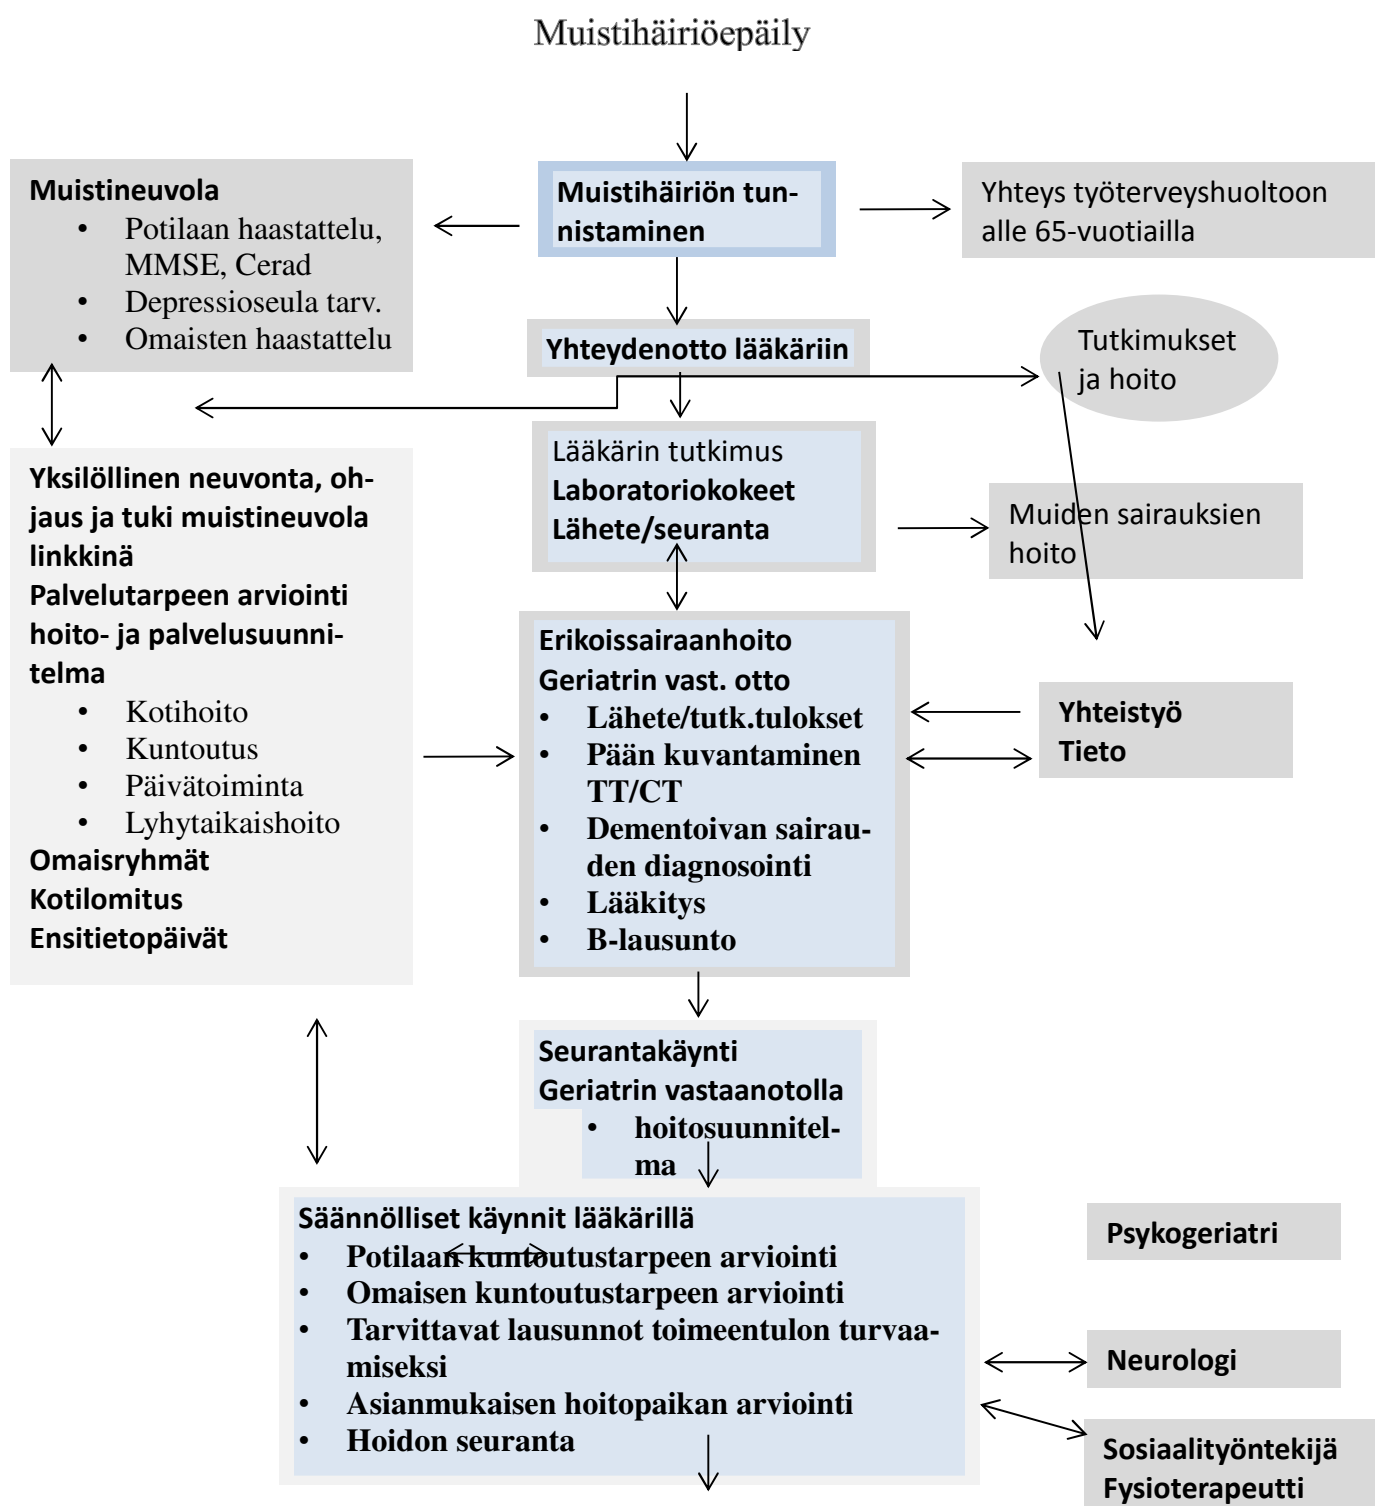 Muistihäiriöepäily
Muistineuvola
• Potilaan haastattelu,
MMSE, Cerad
• Depressioseula tarv.
• Omaisten haastattelu
Muistihäiriön tun-
nistaminen
Yhteys työterveyshuoltoon
alle 65-vuotiailla
Yhteydenotto lääkäriin
Tutkimukset
ja hoito
Lääkärin tutkimus
Laboratoriokokeet
Lähete/seuranta
Muiden sairauksien
hoito
Yksilöllinen neuvonta, oh-
jaus ja tuki muistineuvola
linkkinä
Palvelutarpeen arviointi
hoito- ja palvelusuunni-
telma
• Kotihoito
• Kuntoutus
• Päivätoiminta
• Lyhytaikaishoito
Omaisryhmät
Kotilomitus
Ensitietopäivät
Erikoissairaanhoito
Geriatrin vast. otto
• Lähete/tutk.tulokset
• Pään kuvantaminen
TT/CT
• Dementoivan sairau-
den diagnosointi
• Lääkitys
• B-lausunto
Yhteistyö
Tieto
Seurantakäynti
Geriatrin vastaanotolla
• hoitosuunnitel-
ma
Säännölliset käynnit lääkärillä
• Potilaan kuntoutustarpeen arviointi
• Omaisen kuntoutustarpeen arviointi
• Tarvittavat lausunnot toimeentulon turvaa-
miseksi
• Asianmukaisen hoitopaikan arviointi
• Hoidon seuranta
Psykogeriatri
Neurologi
Sosiaalityöntekijä
Fysioterapeutti